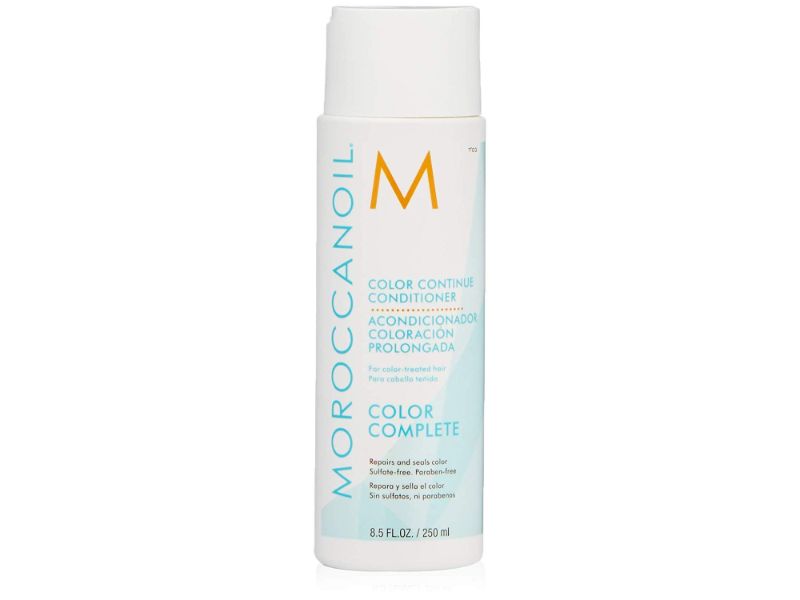 MOROCCANOIL®
M
COLOR CONTINUE
CONDITIONER
ACONDICIONADOR
COLORACIÓN
PROLONGADA
For color-treated hair
Para cabello teñido
COLOR
COMPLETE
Repairs and seals color
Sulfate-free. Paraben-free
Repara y sella el color
Sin sulfatos, ni parabenos
8.5 FL.OZ. / 250 ml